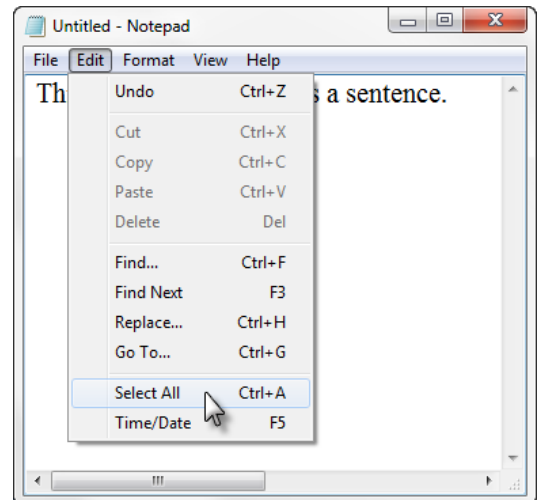 Untitled - Notepad
File Edit Format View Help
Th s a sentence.
Undo Ctrl+Z
Cut Ctrl+X
Copy Ctrl+C
Paste Ctrl+V
Delete Del
Find... Ctrl+F
Find Next F3
Replace... Ctrl+H
Go To... Ctrl+G
Select All Ctrl+A
Time/Date F5